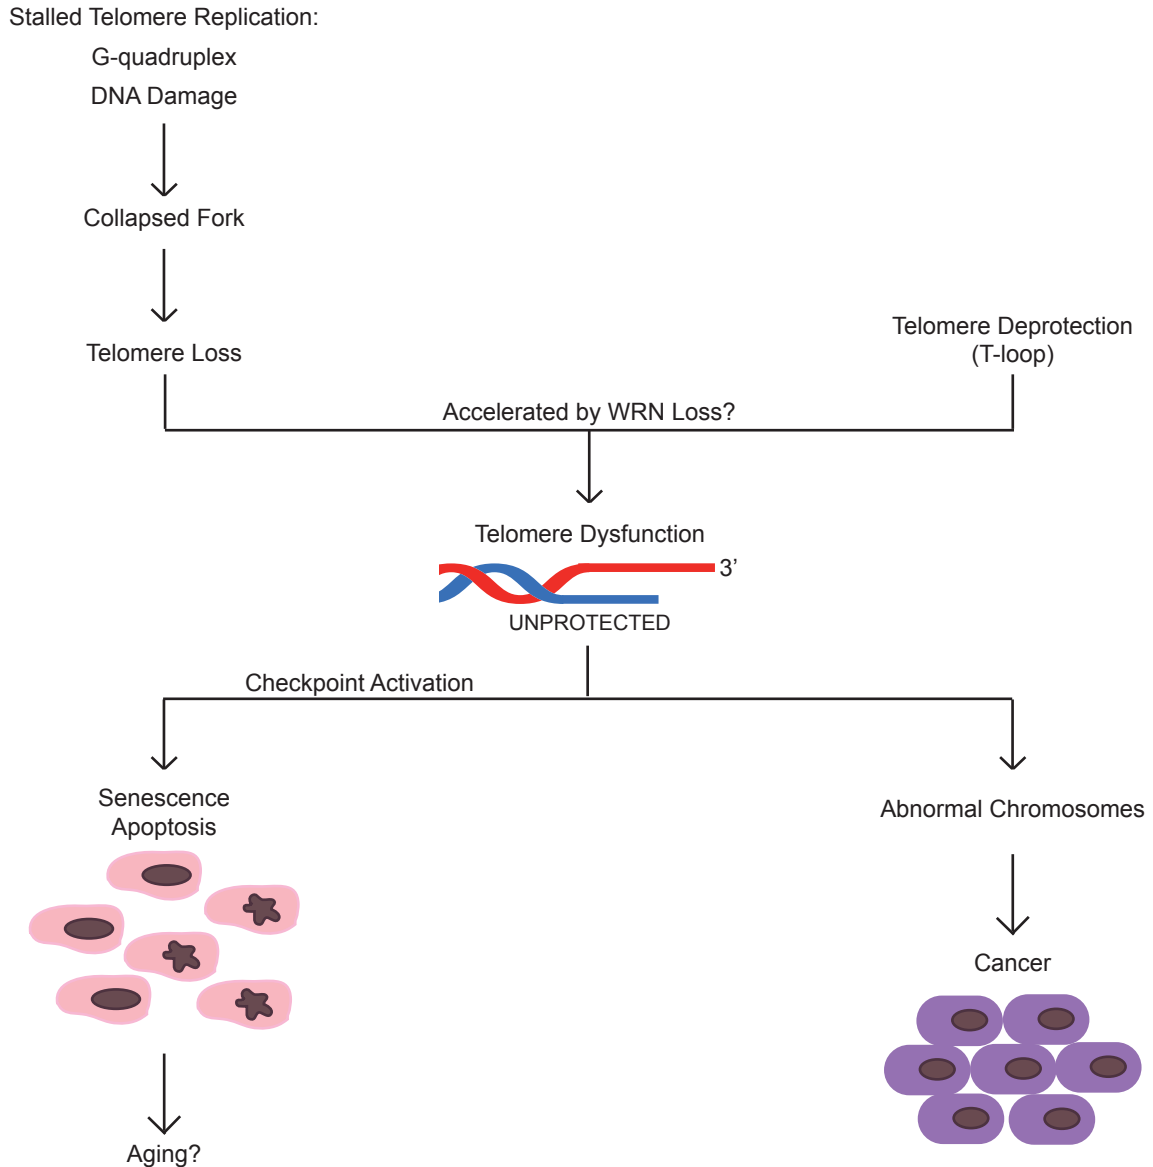 Stalled Telomere Replication:
G-quadruplex
DNA Damage
Collapsed Fork
Telomere Loss
Telomere Deprotection
(T-loop)
Accelerated by WRN Loss?
Telomere Dysfunction
3’
UNPROTECTED
Checkpoint Activation
Senescence
Apoptosis
Abnormal Chromosomes
Cancer
Aging?